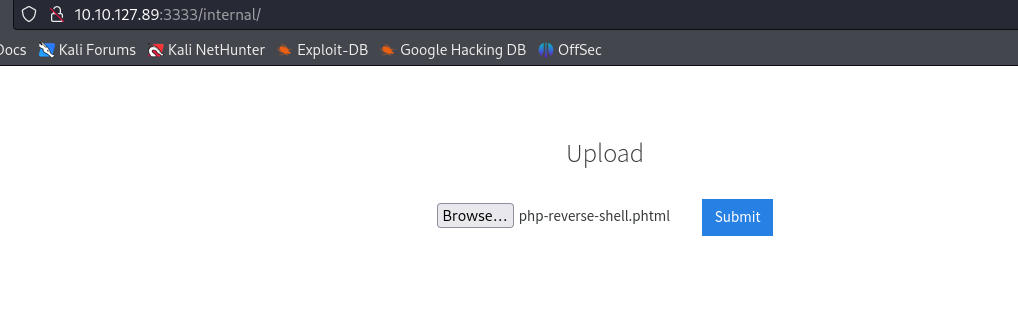 10.10.127.89:3333/internal/
Docs Kali Forums Kali NetHunter Exploit-DB Google Hacking DB OffSec
Upload
Browse... php-reverse-shell.phtml Submit